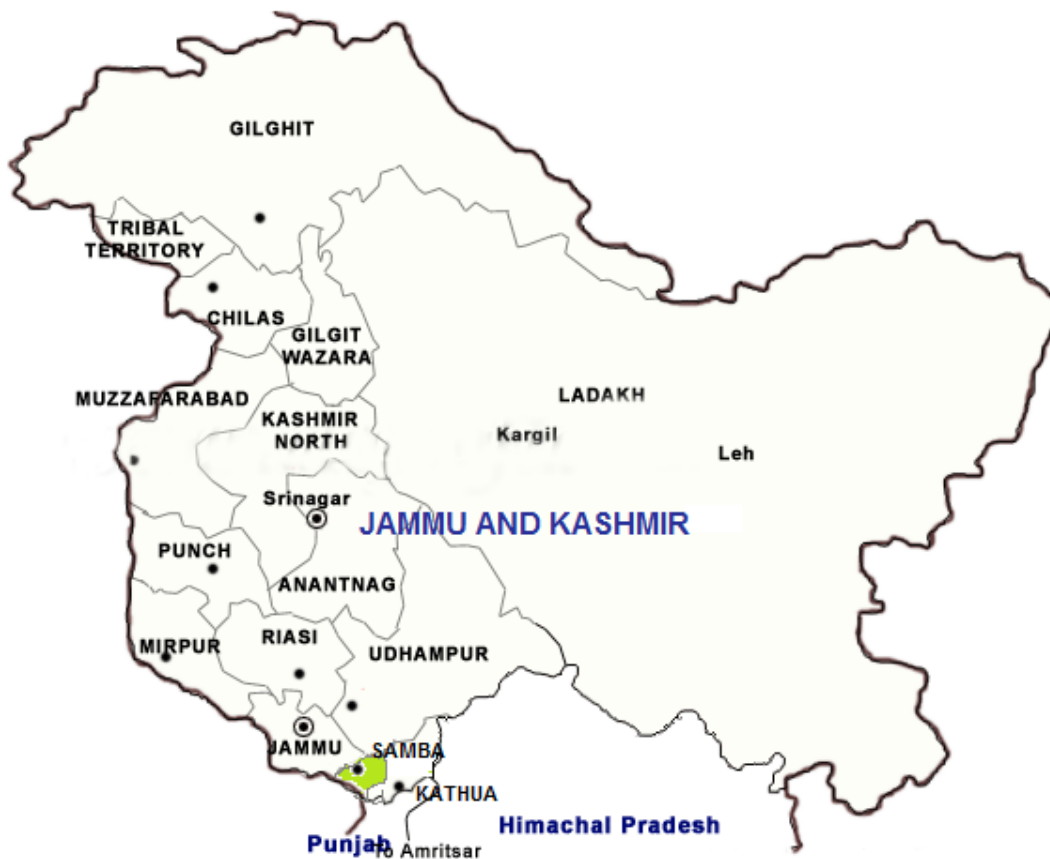 GILGHIT
TRIBAL
TERRITORY
CHILAS
GILGIT
WAZARA
MUZZAFARABAD
LADAKH
KASHMIR
NORTH
Kargil
Leh
Srinagar
JAMMU AND KASHMIR
PUNCH
ANANTNAG
RIASI
MIRPUR
UDHAMPUR
JAMMU
SAMBA
KATHUA
Himachal Pradesh
Punjab
To Amritsar